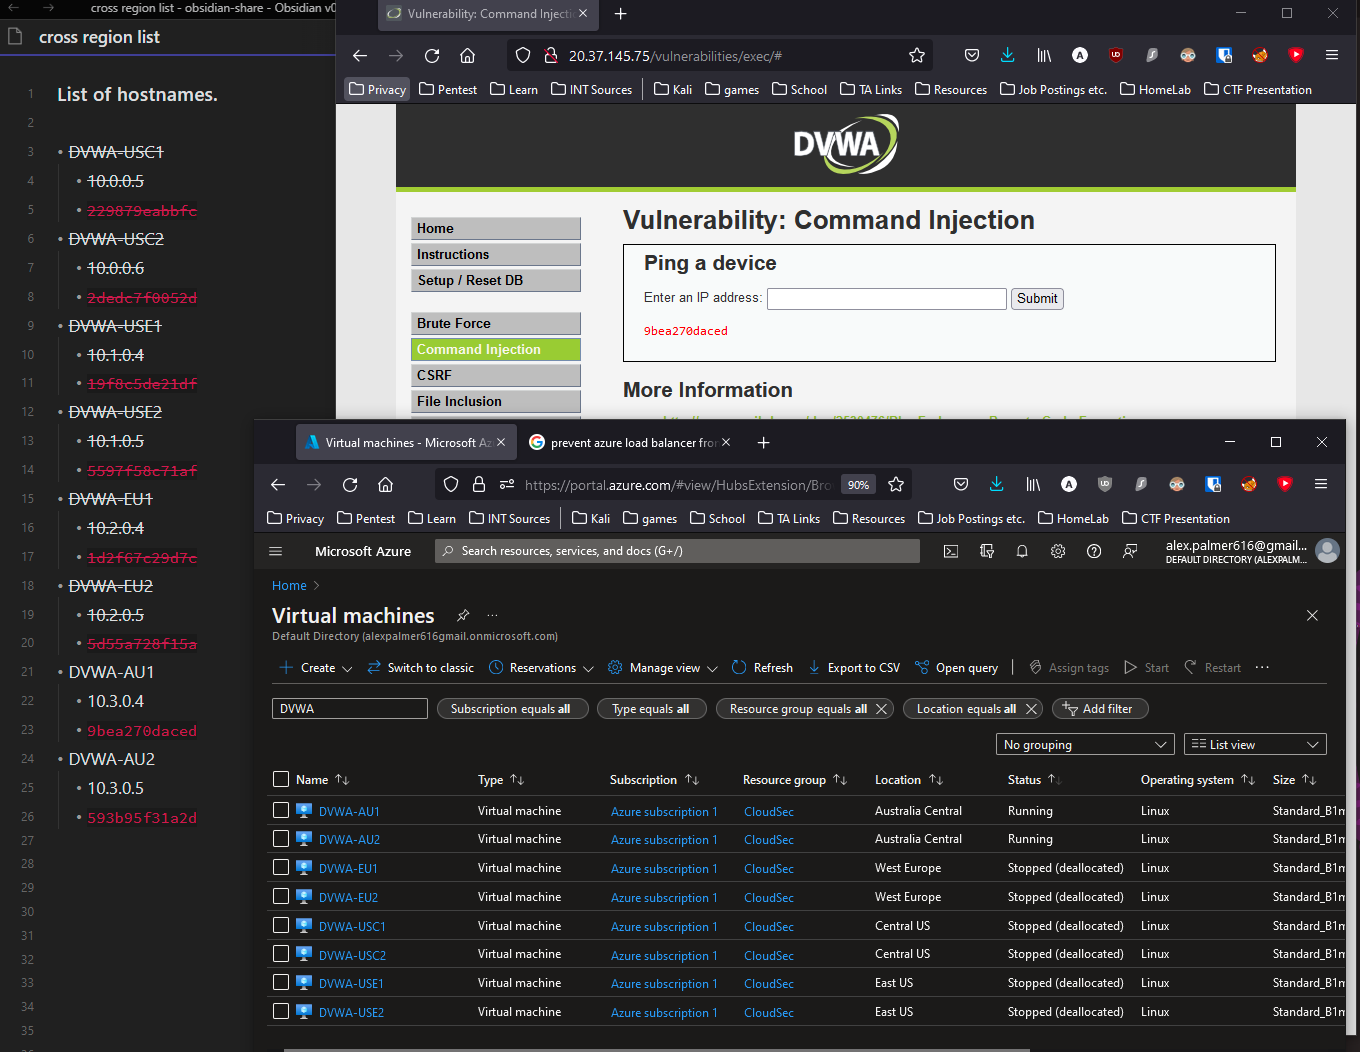 cross region list - obsidian-share - Obsidian v0
cross region list
1 List of hostnames.
2
3 • DVWA-USC1
4 • 10.0.0.5
5 • 229879eabbfc
6 • DVWA-USC2
7 • 10.0.0.6
8 • 2dedc7f0052d
9 • DVWA-USE1
10 • 10.1.0.4
11 • 19f8c5de21df
12 • DVWA-USE2
13 • 10.1.0.5
14 • 5597f58c71af
15 • DVWA-EU1
16 • 10.2.0.4
17 • 1d2f67c29d7c
18 • DVWA-EU2
19 • 10.2.0.5
20 • 5d55a728f15a
21 • DVWA-AU1
22 • 10.3.0.4
23 • 9bea270daced
24 • DVWA-AU2
25 • 10.3.0.5
26 • 593b95f31a2d
27
28
29
30
31
32
33
34
35
Vulnerability: Command Injecti
20.37.145.75/vulnerabilities/exec/#
Privacy Pentest Learn INT Sources Kali games School TA Links Resources Job Postings etc. HomeLab CTF Presentation
DVWA
Home
Instructions
Setup / Reset DB
Brute Force
Command Injection
CSRF
File Inclusion
Vulnerability: Command Injection
Ping a device
Enter an IP address: Submit
9bea270daced
More Information
Virtual machines - Microsoft Az prevent azure load balancer fro
https://portal.azure.com/#view/HubsExtension/Bro 90%
Privacy Pentest Learn INT Sources Kali games School TA Links Resources Job Postings etc. HomeLab CTF Presentation
Microsoft Azure Search resources, services, and docs (G+/) alex.palmer616@gmail...
DEFAULT DIRECTORY (ALEXPALM...
Home >
Virtual machines ...
Default Directory (alexpalmer616gmail.onmicrosoft.com)
Create Switch to classic Reservations Manage view Refresh Export to CSV Open query Assign tags Start Restart ...
DVWA Subscription equals all Type equals all Resource group equals all Location equals all Add filter
No grouping List view
Name Type Subscription Resource group Location Status Operating system Size
DVWA-AU1 Virtual machine Azure subscription 1 CloudSec Australia Central Running Linux Standard_B1m
DVWA-AU2 Virtual machine Azure subscription 1 CloudSec Australia Central Running Linux Standard_B1m
DVWA-EU1 Virtual machine Azure subscription 1 CloudSec West Europe Stopped (deallocated) Linux Standard_B1m
DVWA-EU2 Virtual machine Azure subscription 1 CloudSec West Europe Stopped (deallocated) Linux Standard_B1m
DVWA-USC1 Virtual machine Azure subscription 1 CloudSec Central US Stopped (deallocated) Linux Standard_B1m
DVWA-USC2 Virtual machine Azure subscription 1 CloudSec Central US Stopped (deallocated) Linux Standard_B1m
DVWA-USE1 Virtual machine Azure subscription 1 CloudSec East US Stopped (deallocated) Linux Standard_B1m
DVWA-USE2 Virtual machine Azure subscription 1 CloudSec East US Stopped (deallocated) Linux Standard_B1m